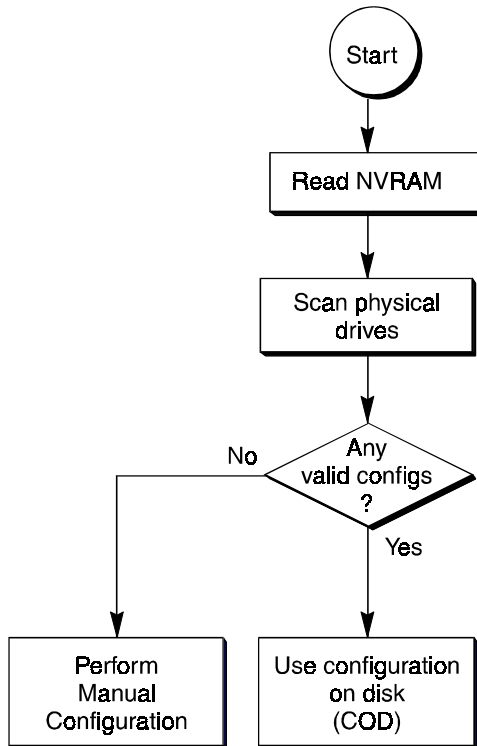 Start
Read NVRAM
Scan physical
drives
Any
valid configs
?
No
Yes
Perform
Manual
Configuration
Use configuration
on disk
(COD)